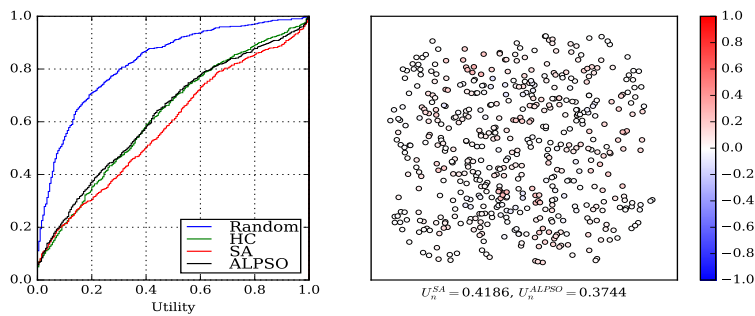 1.0
0.8
0.6
0.4
0.2
0.0
0.0 0.2 0.4 0.6 0.8 1.0
Utility
Random
HC
SA
ALPSO
U_n^{SA} = 0.4186, U_n^{ALPSO} = 0.3744
1.0
0.8
0.6
0.4
0.2
0.0
−0.2
−0.4
−0.6
−0.8
−1.0